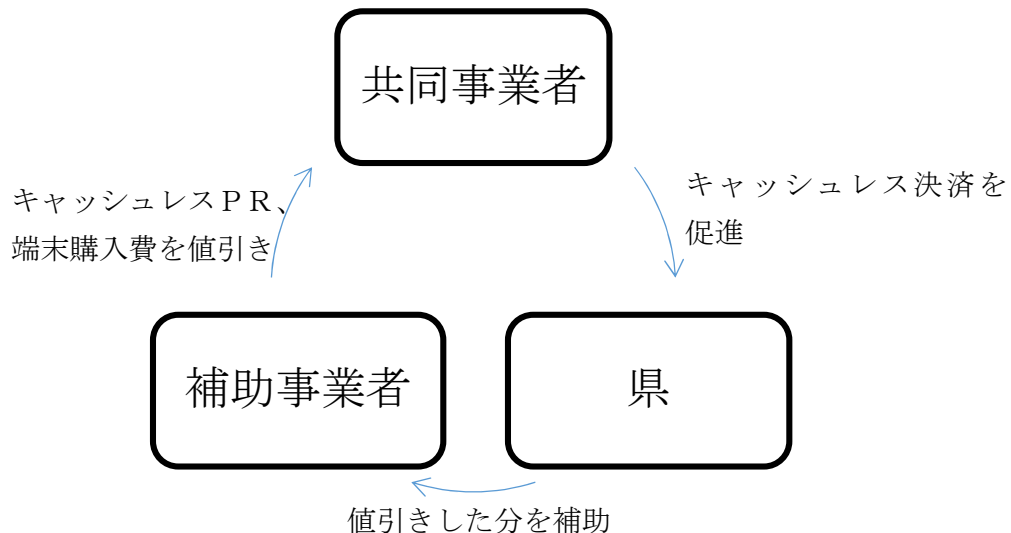 共同事業者
キャッシュレスＰＲ、
端末購入費を値引き
キャッシュレス決済を
促進
補助事業者
県
値引きした分を補助